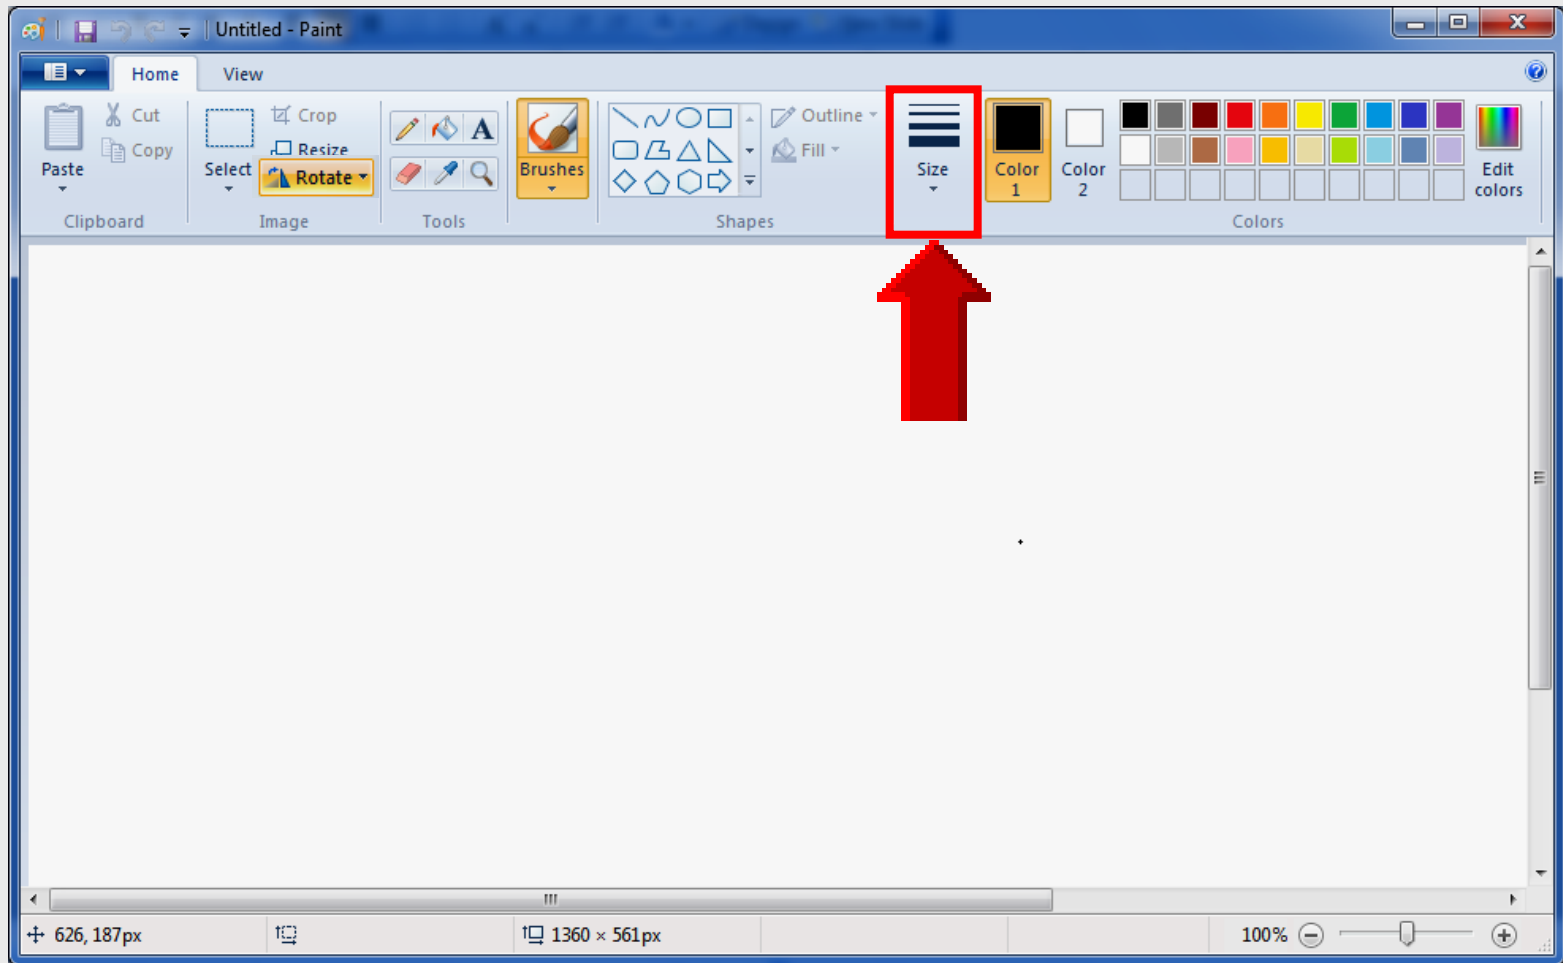 Untitled - Paint
Home View
Cut
Copy
Paste
Clipboard
Select
Crop
Resize
Rotate
Image
A
Tools
Brushes
Outline
Fill
Shapes
Size
Color 1
Color 2
Edit colors
Colors
626, 187px
1360 × 561px
100%